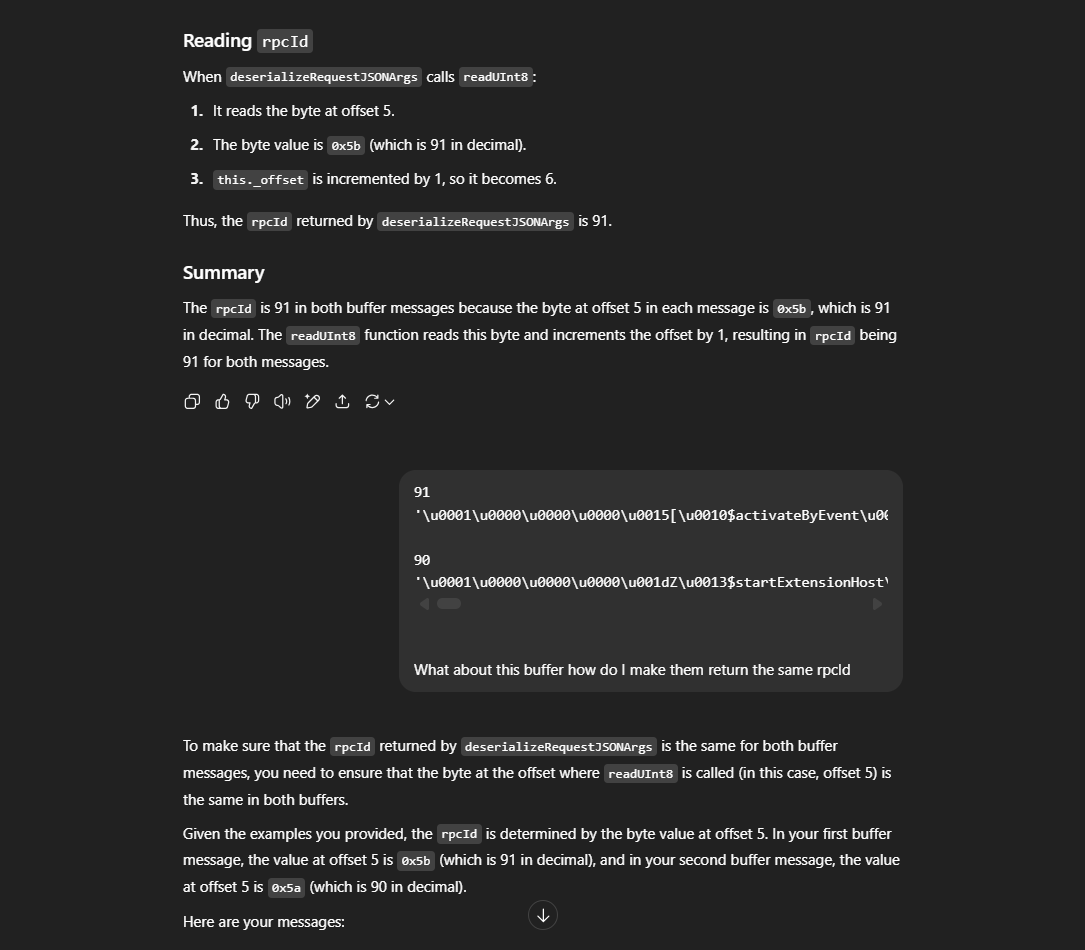 Reading rpcId
When deserializeRequestJSONArgs calls readUInt8:
1. It reads the byte at offset 5.
2. The byte value is 0x5b (which is 91 in decimal).
3. this._offset is incremented by 1, so it becomes 6.
Thus, the rpcId returned by deserializeRequestJSONArgs is 91.
Summary
The rpcId is 91 in both buffer messages because the byte at offset 5 in each message is 0x5b, which is 91
in decimal. The readUInt8 function reads this byte and increments the offset by 1, resulting in rpcId being
91 for both messages.
91
'\u0001\u0000\u0000\u0000\u0015[\u0010$activateByEvent\u00
90
'\u0001\u0000\u0000\u0000\u001dZ\u0013$startExtensionHost\
What about this buffer how do I make them return the same rpcId
To make sure that the rpcId returned by deserializeRequestJSONArgs is the same for both buffer
messages, you need to ensure that the byte at the offset where readUInt8 is called (in this case, offset 5) is
the same in both buffers.
Given the examples you provided, the rpcId is determined by the byte value at offset 5. In your first buffer
message, the value at offset 5 is 0x5b (which is 91 in decimal), and in your second buffer message, the value
at offset 5 is 0x5a (which is 90 in decimal).
Here are your messages: